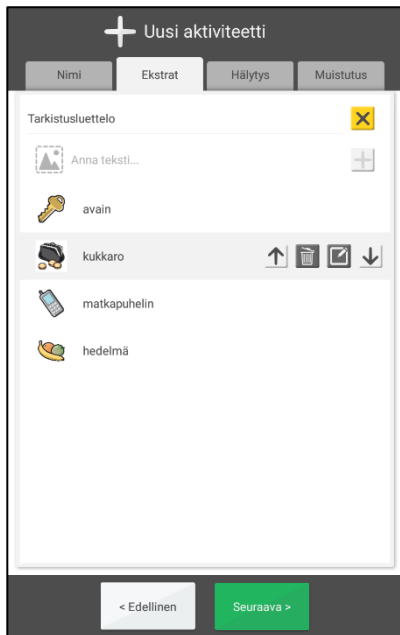 Uusi aktiviteetti
Nimi Ekstrat Hälytys Muistutus
Tarkistusluettelo
Anna teksti...
avain
kukkaro
matkapuhelin
hedelmä
< Edellinen Seuraava >